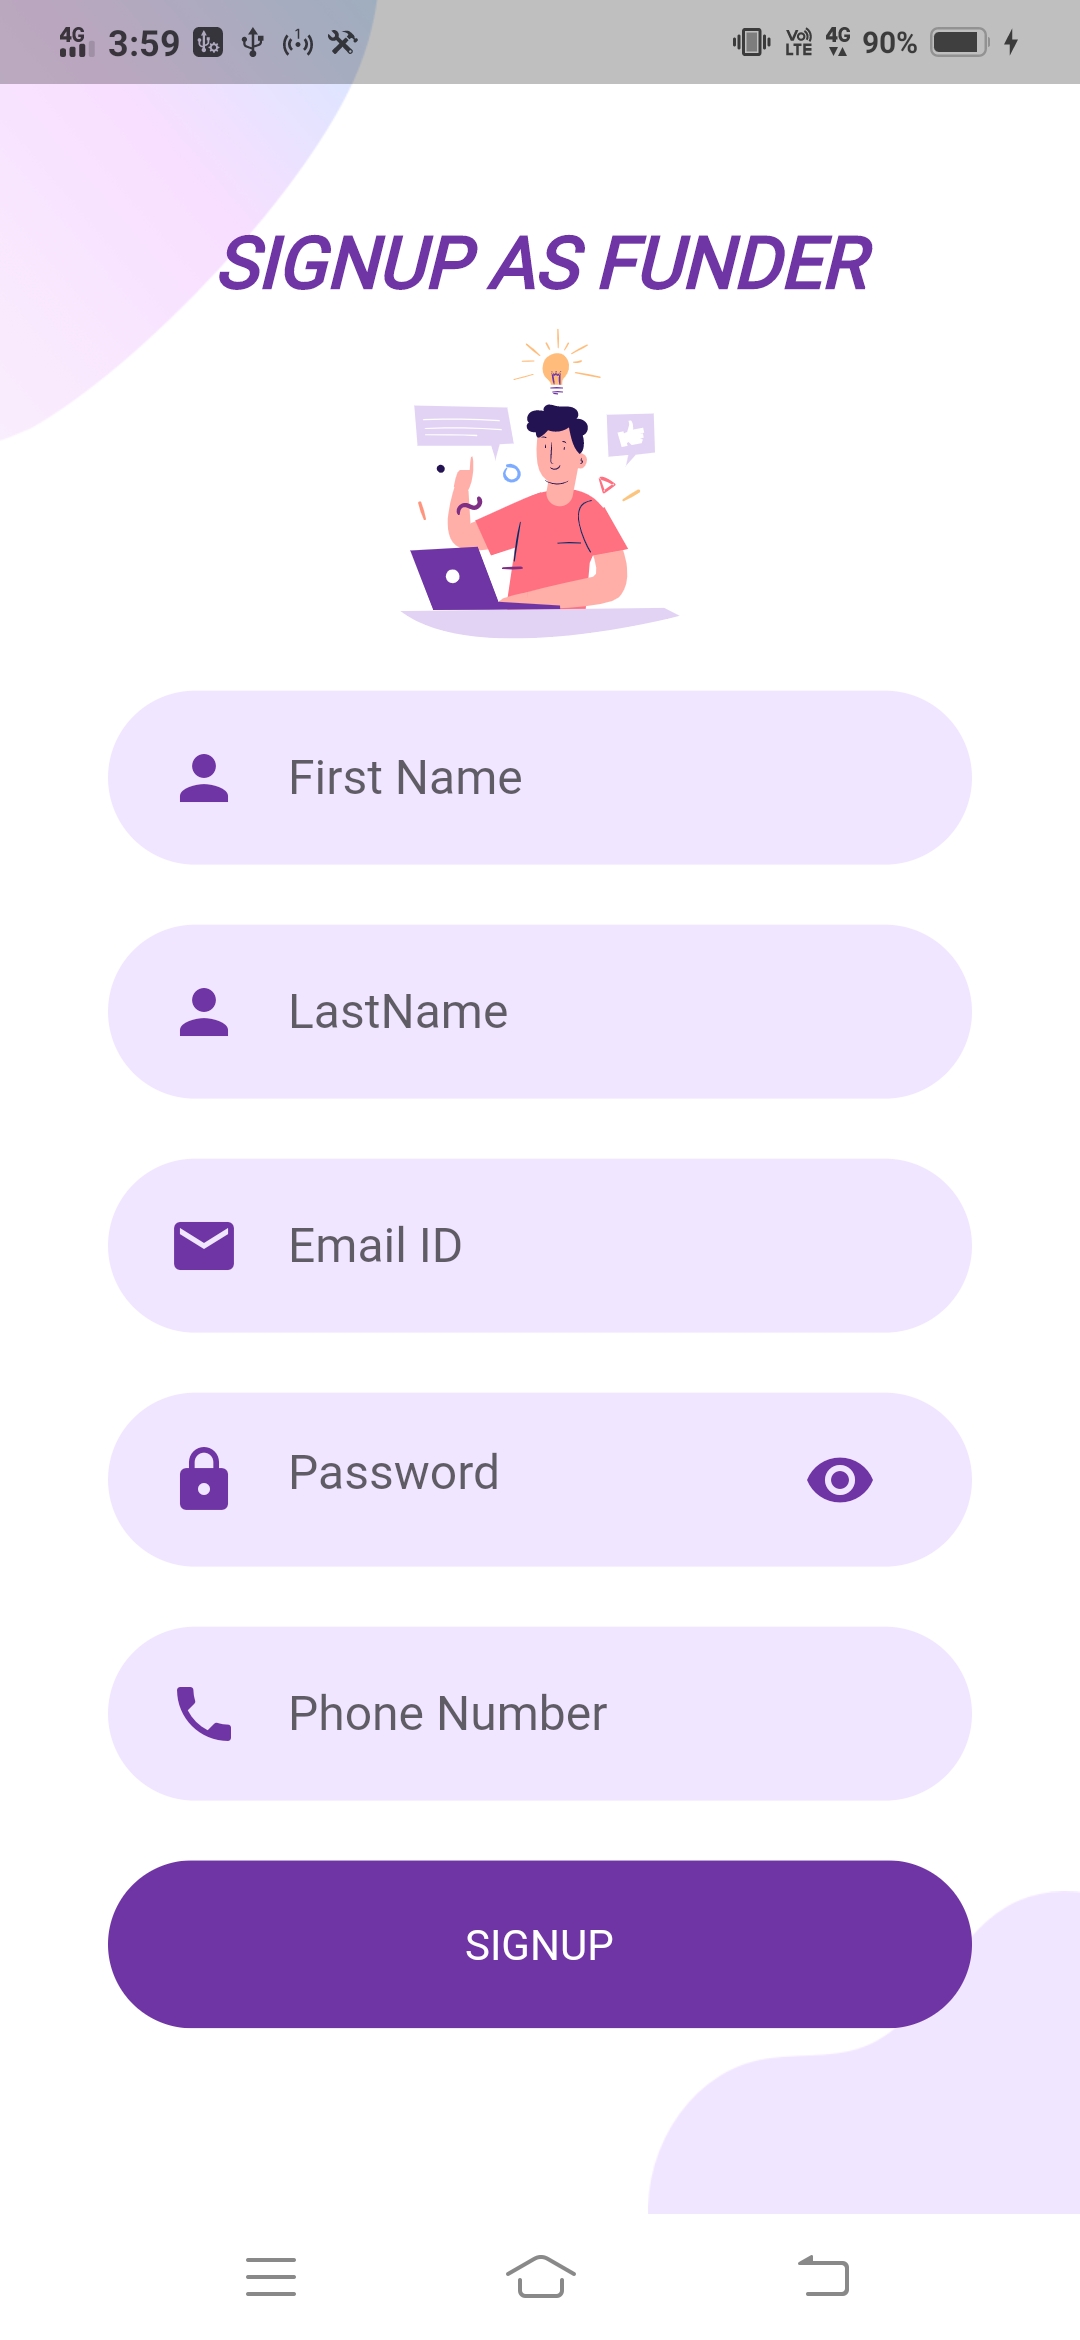 4G 3:59 1 Vo) LTE 4G 90%
SIGNUP AS FUNDER
First Name
LastName
Email ID
Password
Phone Number
SIGNUP